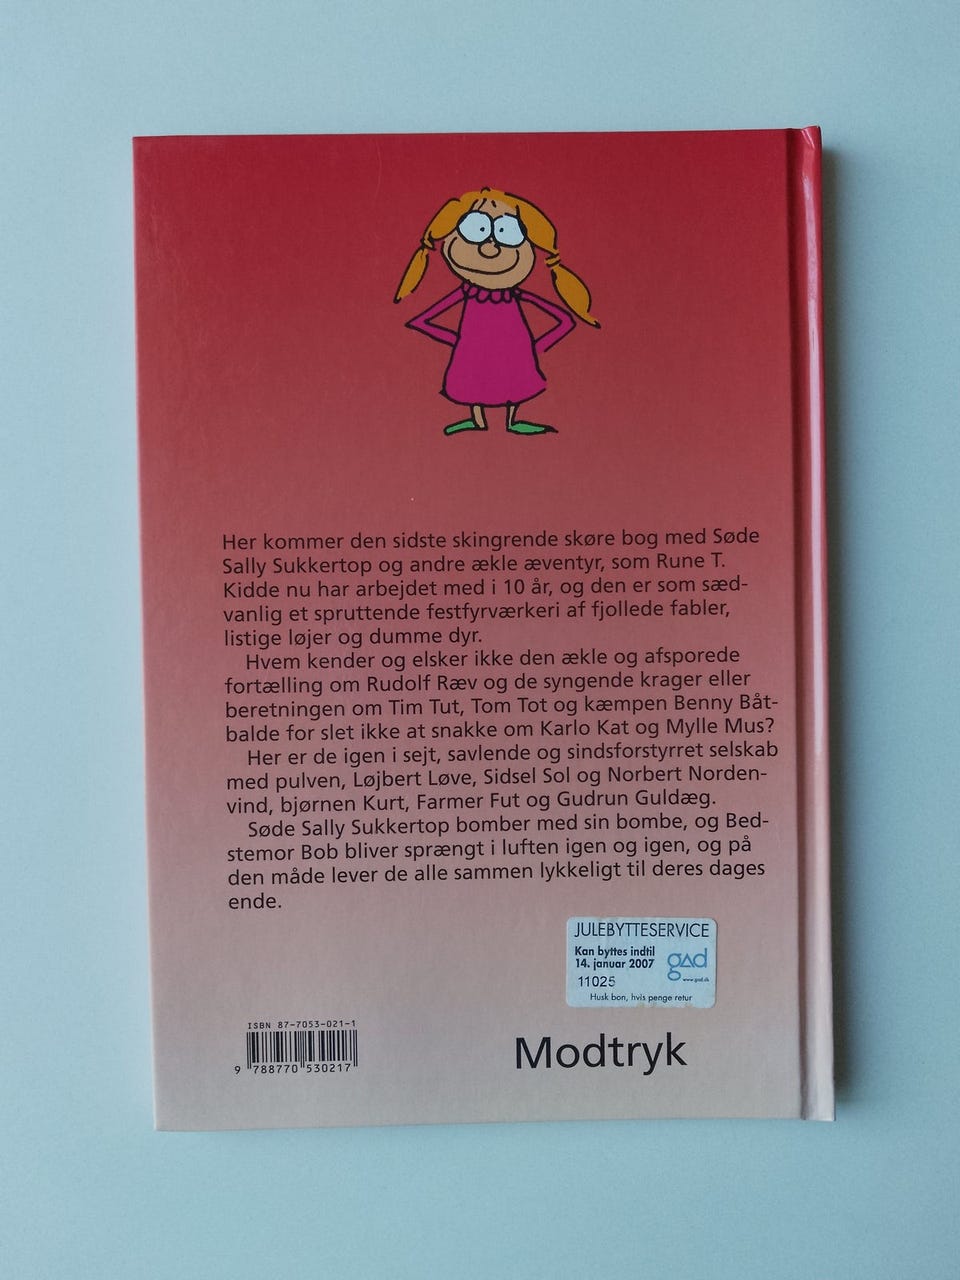 Her kommer den sidste skingrende skøre bog med Søde
Sally Sukkertop og andre ækle æventyr, som Rune T.
Kidde nu har arbejdet med i 10 år, og den er som sæd-
vanlig et spruttende festfyrværkeri af fjollede fabler,
listige løjer og dumme dyr.
Hvem kender og elsker ikke den ækle og afsporede
fortælling om Rudolf Ræv og de syngende krager eller
beretningen om Tim Tut, Tom Tot og kæmpen Benny Båt-
balde for slet ikke at snakke om Karlo Kat og Mylle Mus?
Her er de igen i sejt, savlende og sindsforstyrret selskab
med pulven, Løjbert Løve, Sidsel Sol og Norbert Norden-
vind, bjørnen Kurt, Farmer Fut og Gudrun Guldæg.
Søde Sally Sukkertop bomber med sin bombe, og Bed-
stemor Bob bliver sprængt i luften igen og igen, og på
den måde lever de alle sammen lykkeligt til deres dages
ende.
JULEBYTTESERVICE
Kan byttes indtil
14. januar 2007
gad
www.gad.dk
11025
Husk bon, hvis penge retur
ISBN 87-7053-021-1
9 788770 530217
Modtryk